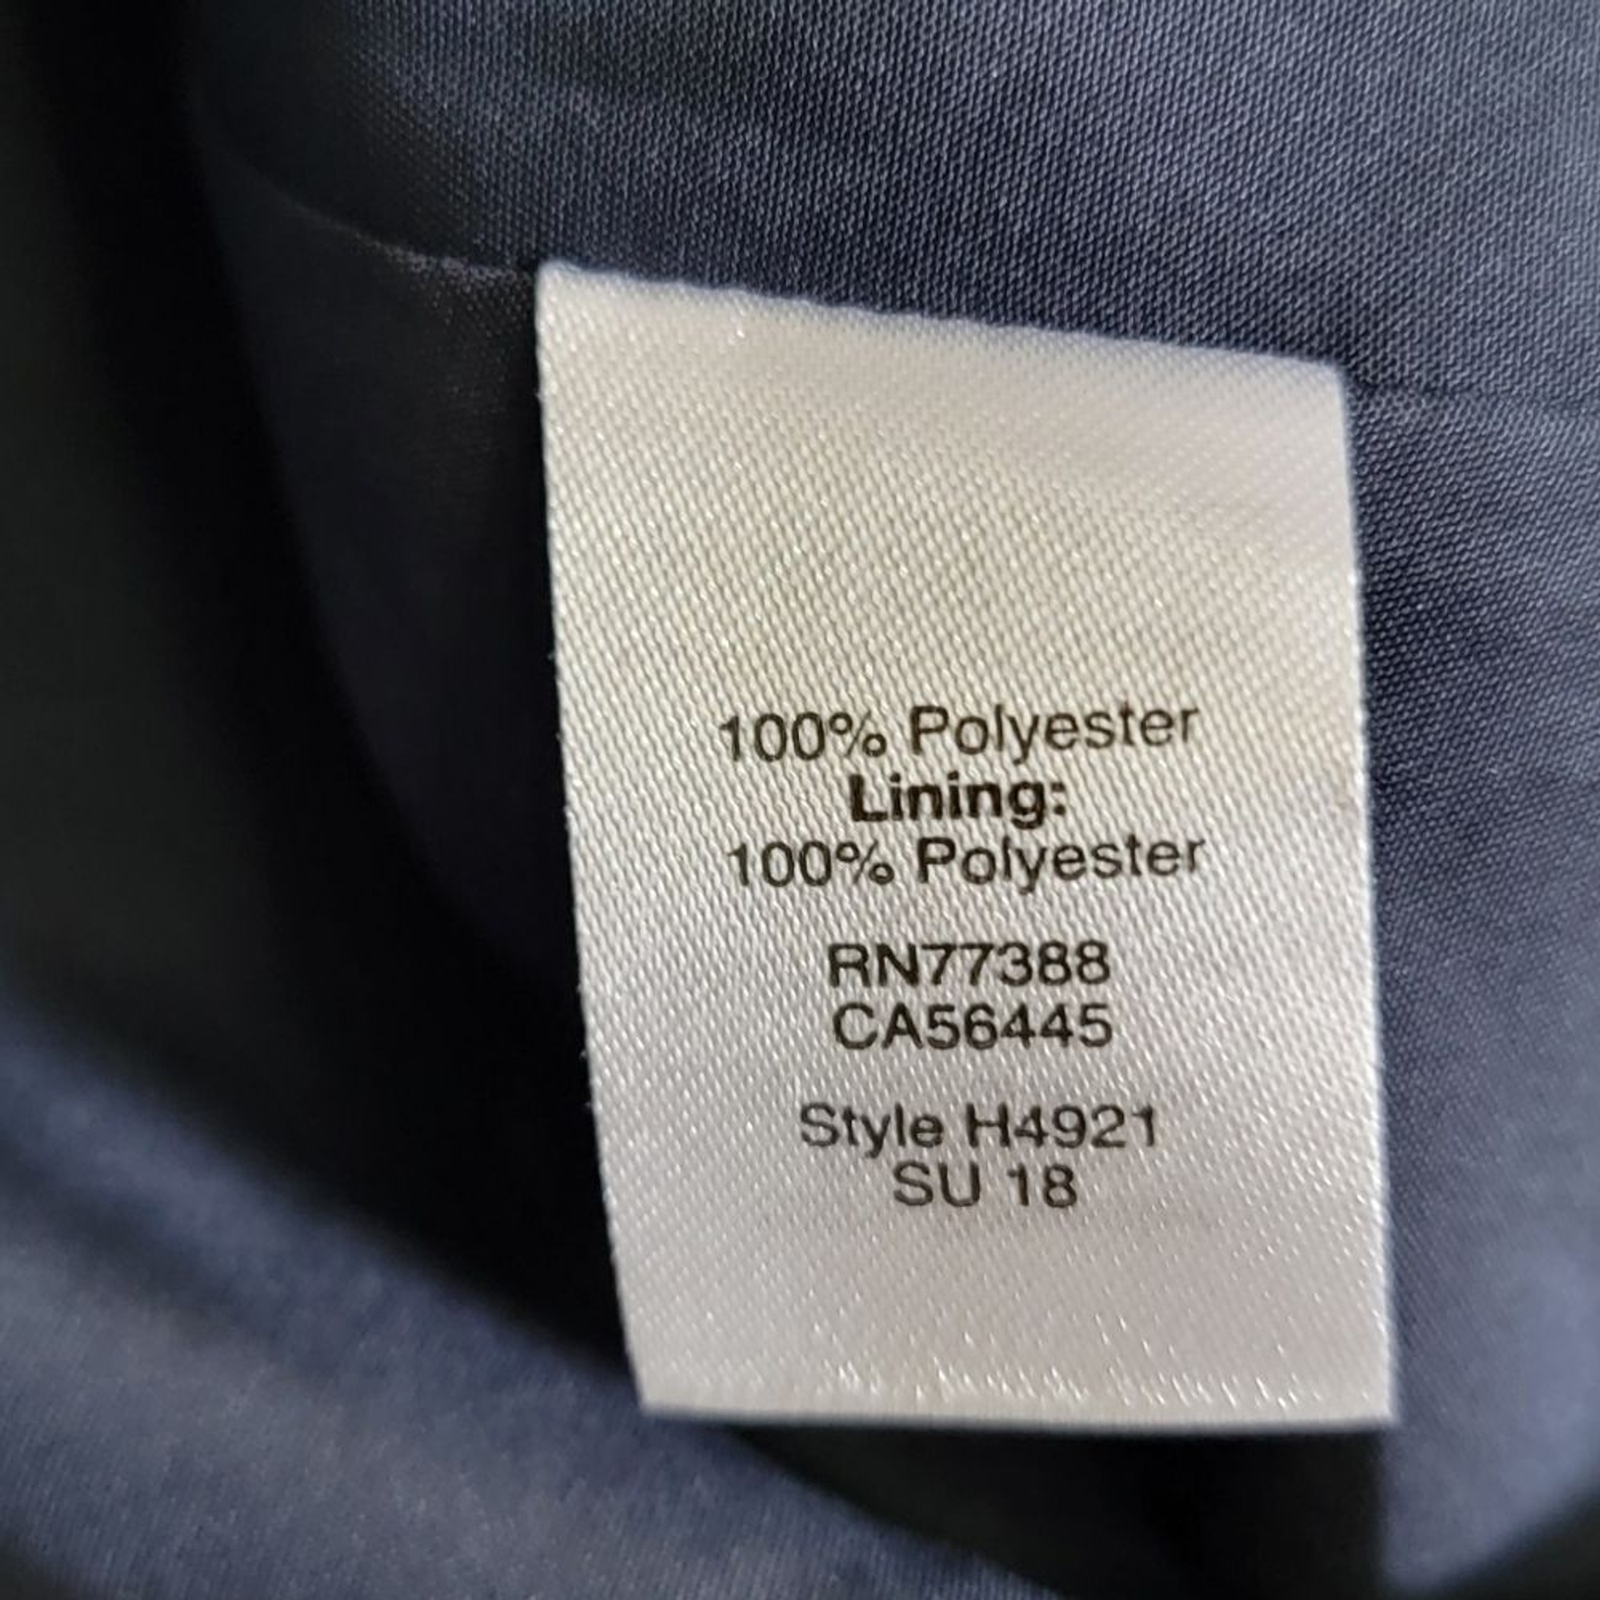 100% Polyester
Lining:
100% Polyester
RN77388
CA56445
Style H4921
SU 18